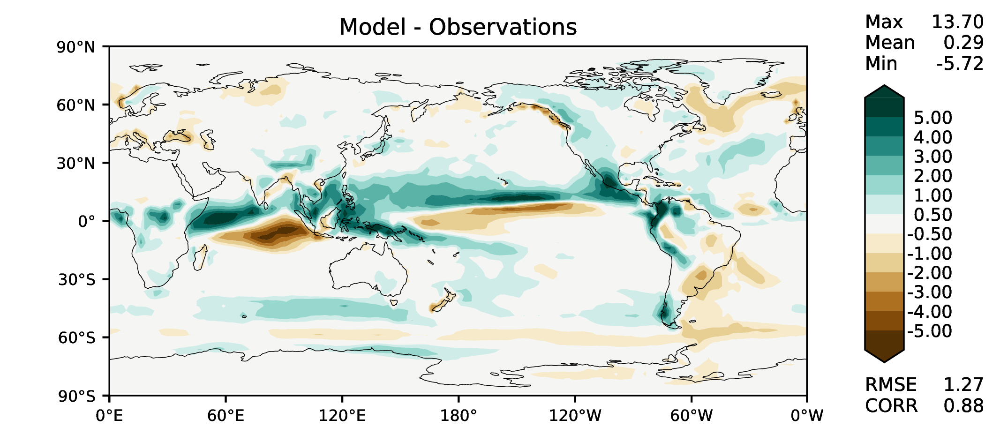 Model - Observations
Max 13.70
Mean 0.29
Min -5.72
90°N
60°N
30°N
0°
30°S
60°S
90°S
0°E 60°E 120°E 180° 120°W 60°W 0°W
5.00
4.00
3.00
2.00
1.00
0.50
-0.50
-1.00
-2.00
-3.00
-4.00
-5.00
RMSE 1.27
CORR 0.88